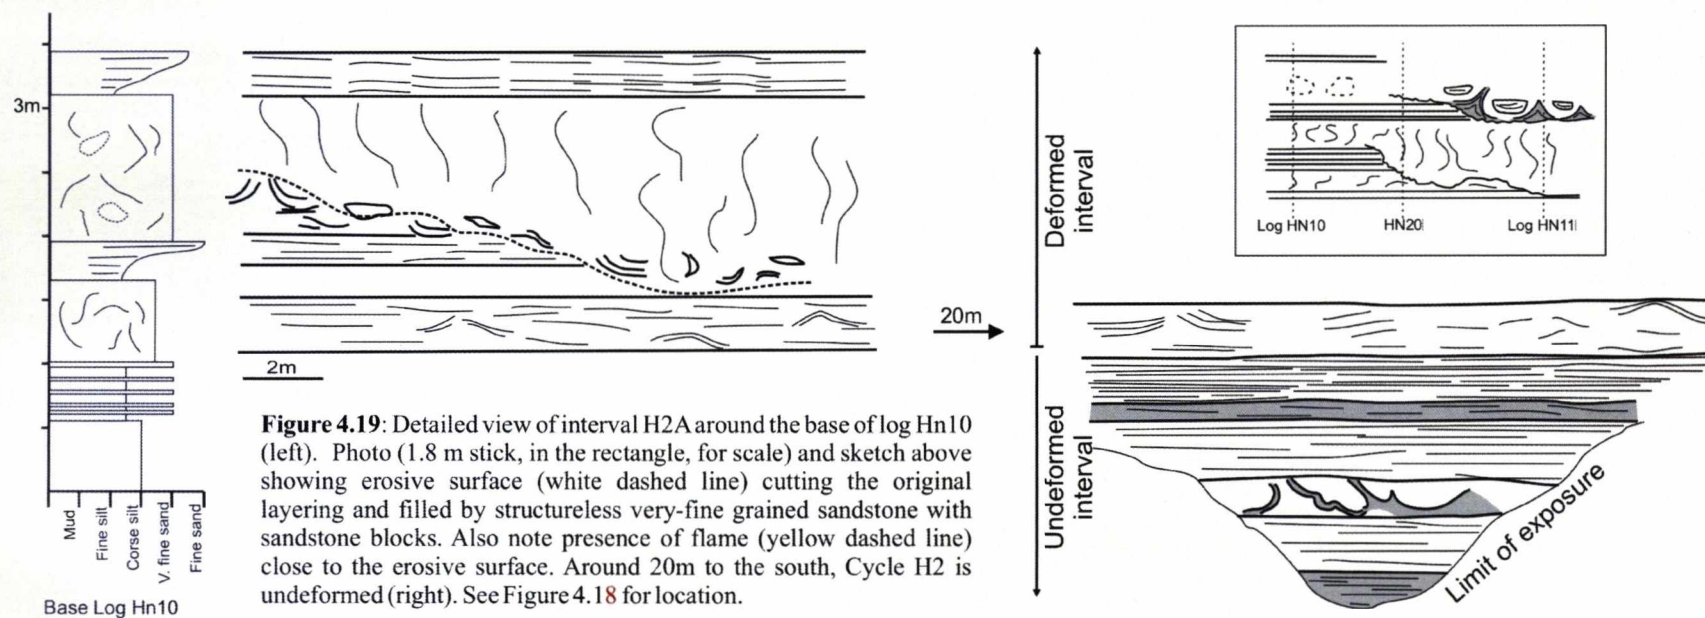 3m
Mud
Fine silt
Corse silt
V. fine sand
Fine sand
Base Log Hn10
2m
Figure 4.19: Detailed view of interval H2A around the base of log Hn10
(left). Photo (1.8 m stick, in the rectangle, for scale) and sketch above
showing erosive surface (white dashed line) cutting the original
layering and filled by structureless very-fine grained sandstone with
sandstone blocks. Also note presence of flame (yellow dashed line)
close to the erosive surface. Around 20m to the south, Cycle H2 is
undeformed (right). See Figure 4.18 for location.
20m
Deformed
interval
Undeformed
interval
Log HN10
HN20
Log HN11
Limit of exposure